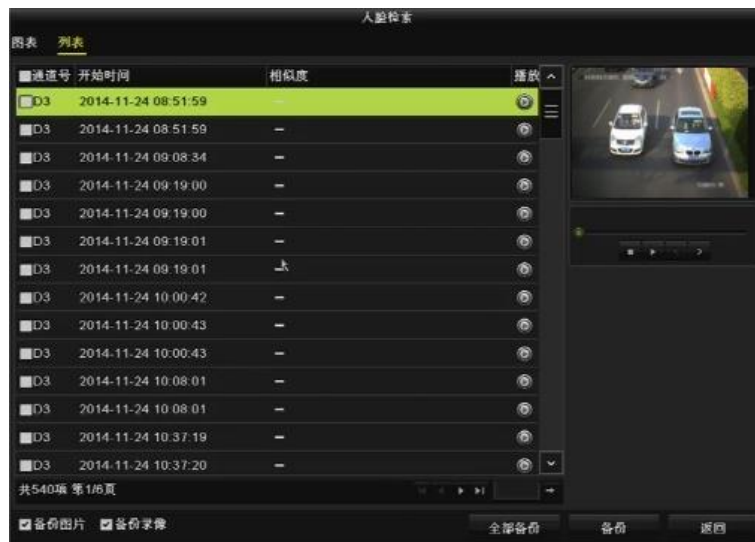 人脸检索
图表 列表
通道号 开始时间 相似度 播放
D3 2014-11-24 08:51:59 –
D3 2014-11-24 08:51:59 –
D3 2014-11-24 09:08:34 –
D3 2014-11-24 09:19:00 –
D3 2014-11-24 09:19:00 –
D3 2014-11-24 09:19:01 –
D3 2014-11-24 09:19:01 –
D3 2014-11-24 10:00:42 –
D3 2014-11-24 10:00:43 –
D3 2014-11-24 10:00:43 –
D3 2014-11-24 10:08:01 –
D3 2014-11-24 10:08:01 –
D3 2014-11-24 10:37:19 –
D3 2014-11-24 10:37:20 –
共540项 第1/6页
备份图片 备份录像 全部备份 备份 返回